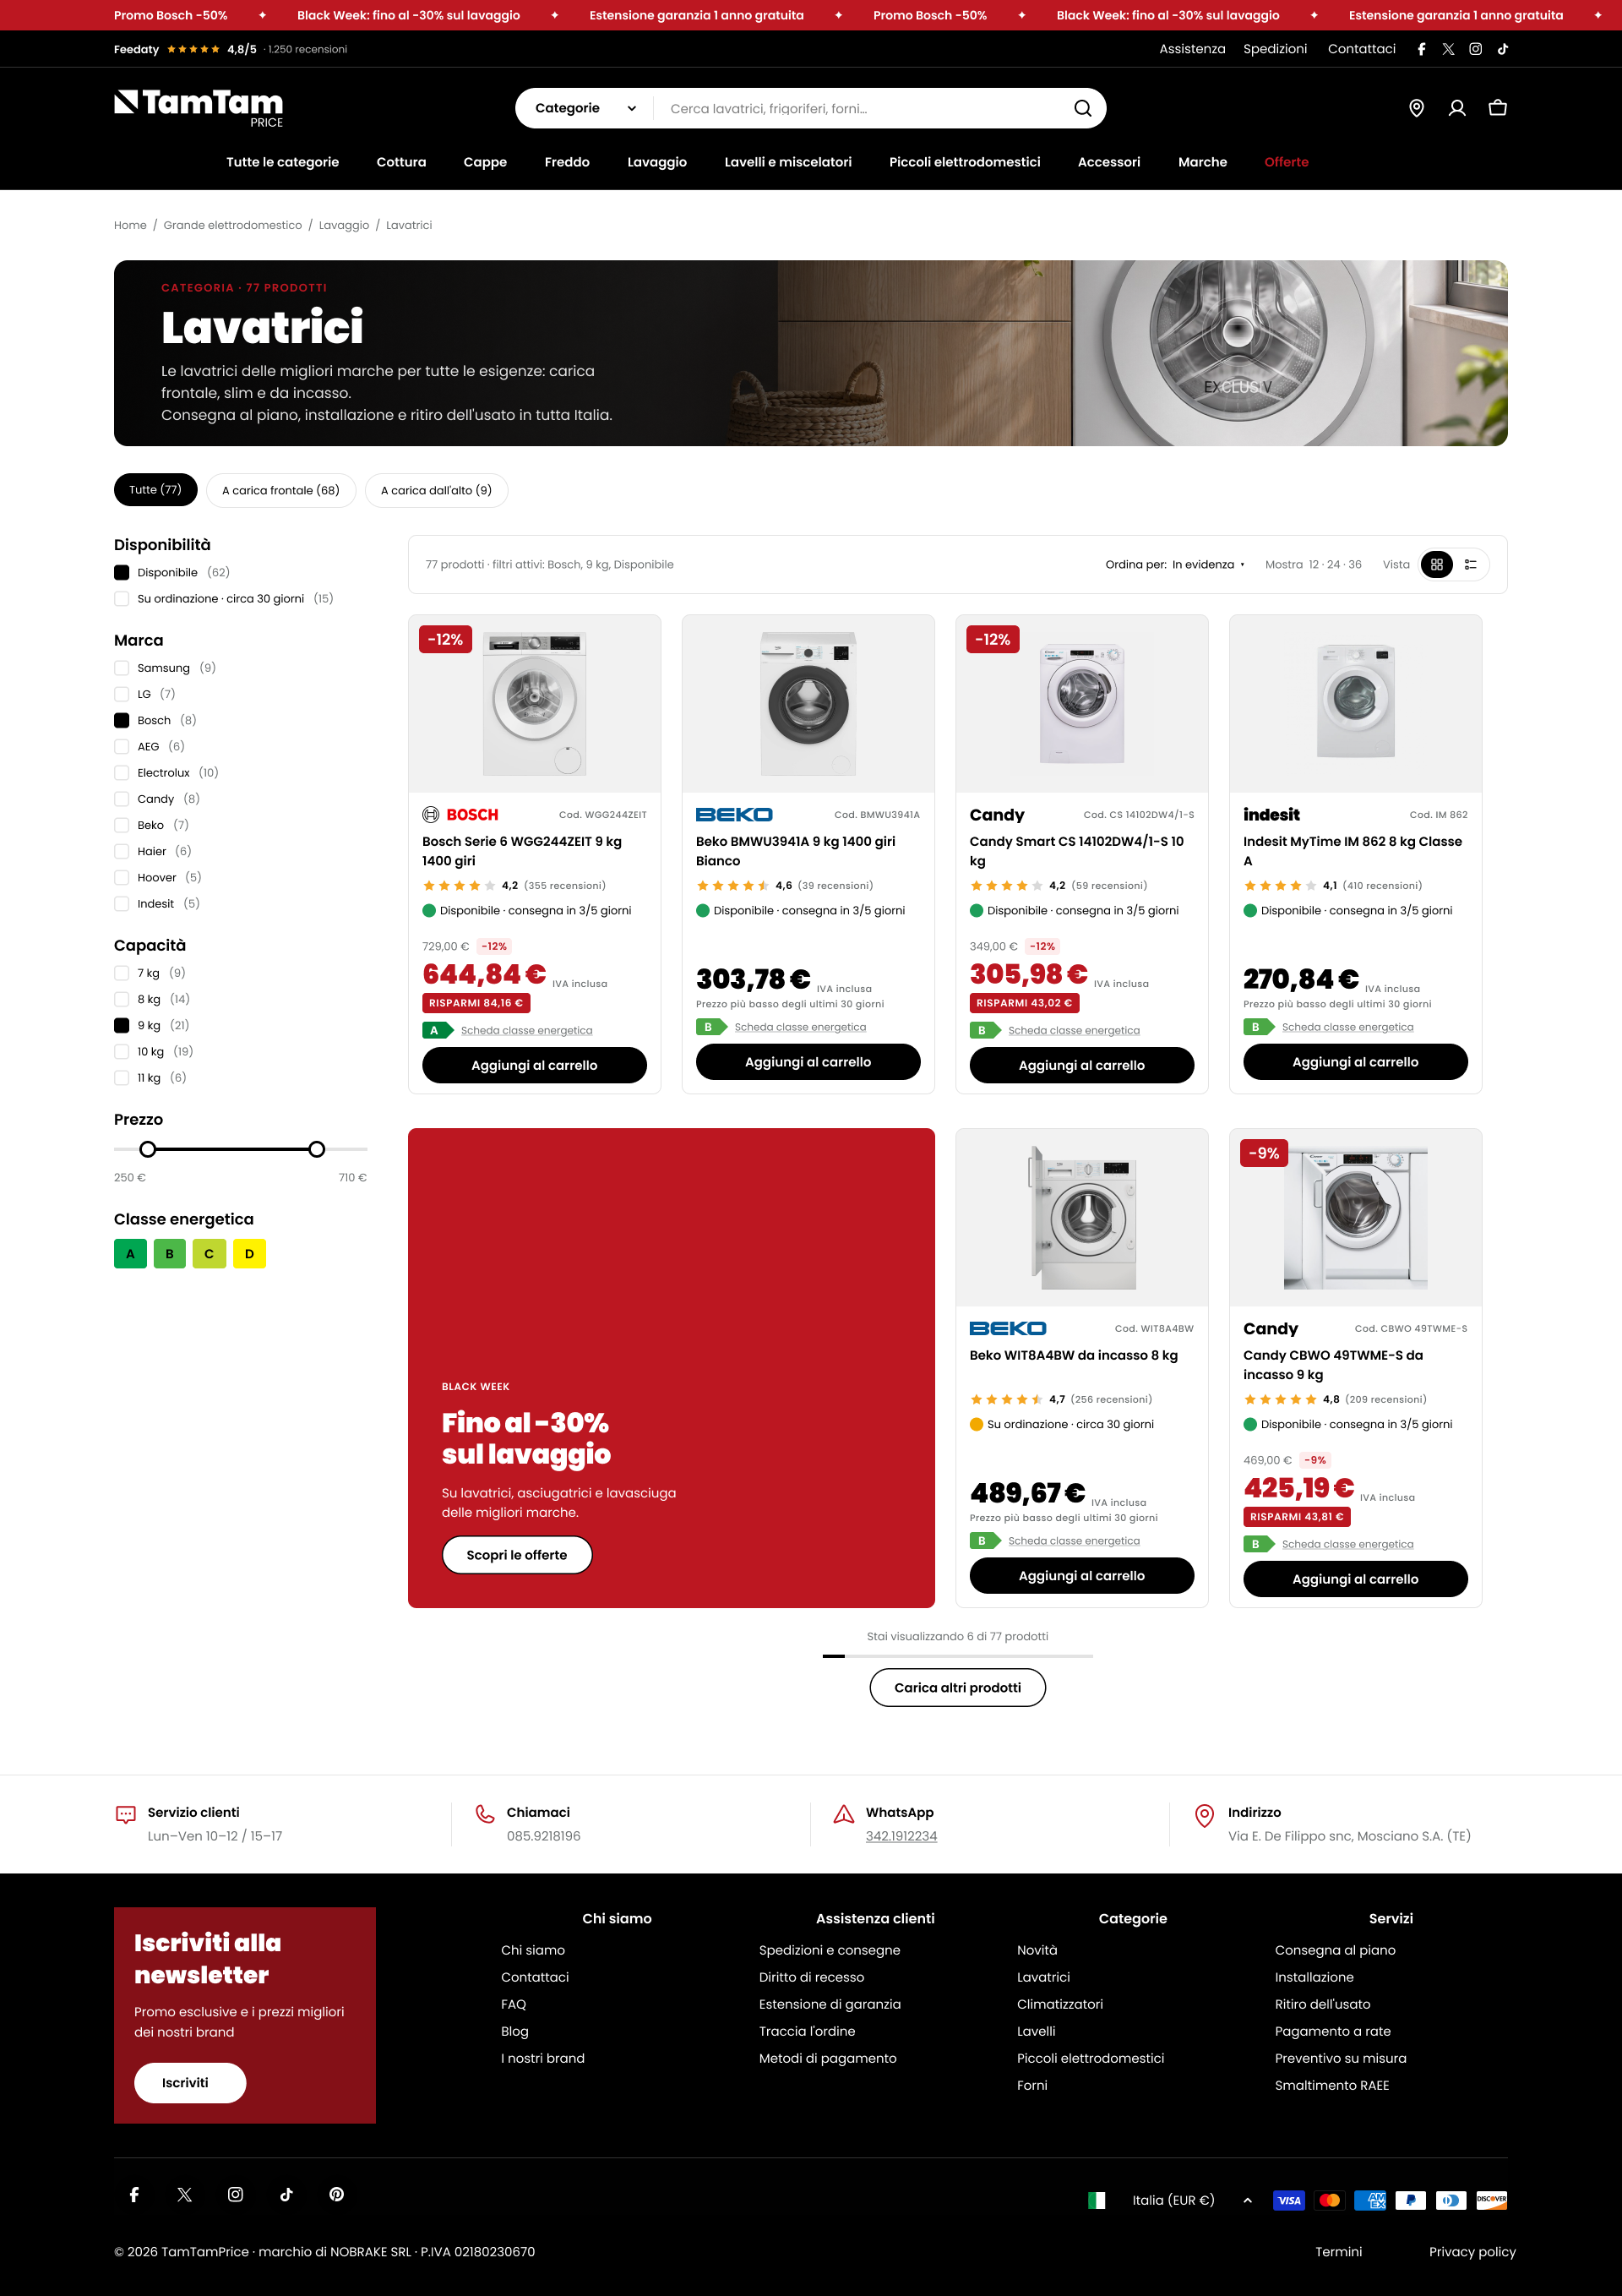 Promo Bosch -50% ✦ Black Week: fino al -30% sul lavaggio ✦ Estensione garanzia 1 anno gratuita ✦ Promo Bosch -50% ✦ Black Week: fino al -30% sul lavaggio ✦ Estensione garanzia 1 anno gratuita ✦
Feedaty ★★★★★ 4,8/5 · 1.250 recensioni
Assistenza Spedizioni Contattaci
TamTam
PRICE
Categorie
Cerca lavatrici, frigoriferi, forni...
Tutte le categorie Cottura Cappe Freddo Lavaggio Lavelli e miscelatori Piccoli elettrodomestici Accessori Marche Offerte
Home / Grande elettrodomestico / Lavaggio / Lavatrici
CATEGORIA · 77 PRODOTTI
Lavatrici
Le lavatrici delle migliori marche per tutte le esigenze: carica
frontale, slim e da incasso.
Consegna al piano, installazione e ritiro dell'usato in tutta Italia.
EXCLUSIV
Tutte (77)
A carica frontale (68)
A carica dall'alto (9)
Disponibilità
Disponibile (62)
Su ordinazione · circa 30 giorni (15)
Marca
Samsung (9)
LG (7)
Bosch (8)
AEG (6)
Electrolux (10)
Candy (8)
Beko (7)
Haier (6)
Hoover (5)
Indesit (5)
Capacità
7 kg (9)
8 kg (14)
9 kg (21)
10 kg (19)
11 kg (6)
Prezzo
250 € 710 €
Classe energetica
A B C D
77 prodotti · filtri attivi: Bosch, 9 kg, Disponibile
Ordina per: In evidenza
Mostra 12 · 24 · 36
Vista
-12%
BOSCH
Cod. WGG244ZEIT
Bosch Serie 6 WGG244ZEIT 9 kg
1400 giri
4,2 (355 recensioni)
Disponibile · consegna in 3/5 giorni
729,00 € -12%
644,84 € IVA inclusa
RISPARMI 84,16 €
A Scheda classe energetica
Aggiungi al carrello
BEKO
Cod. BMWU3941A
Beko BMWU3941A 9 kg 1400 giri
Bianco
4,6 (39 recensioni)
Disponibile · consegna in 3/5 giorni
303,78 € IVA inclusa
Prezzo più basso degli ultimi 30 giorni
B Scheda classe energetica
Aggiungi al carrello
-12%
Candy
Cod. CS 14102DW4/1-S
Candy Smart CS 14102DW4/1-S 10
kg
4,2 (59 recensioni)
Disponibile · consegna in 3/5 giorni
349,00 € -12%
305,98 € IVA inclusa
RISPARMI 43,02 €
B Scheda classe energetica
Aggiungi al carrello
indesit
Cod. IM 862
Indesit MyTime IM 862 8 kg Classe
A
4,1 (410 recensioni)
Disponibile · consegna in 3/5 giorni
270,84 € IVA inclusa
Prezzo più basso degli ultimi 30 giorni
B Scheda classe energetica
Aggiungi al carrello
BLACK WEEK
Fino al -30%
sul lavaggio
Su lavatrici, asciugatrici e lavasciuga
delle migliori marche.
Scopri le offerte
BEKO
Cod. WIT8A4BW
Beko WIT8A4BW da incasso 8 kg
4,7 (256 recensioni)
Su ordinazione · circa 30 giorni
489,67 € IVA inclusa
Prezzo più basso degli ultimi 30 giorni
B Scheda classe energetica
Aggiungi al carrello
-9%
Candy
Cod. CBWO 49TWME-S
Candy CBWO 49TWME-S da
incasso 9 kg
4,8 (209 recensioni)
Disponibile · consegna in 3/5 giorni
469,00 € -9%
425,19 € IVA inclusa
RISPARMI 43,81 €
B Scheda classe energetica
Aggiungi al carrello
Stai visualizzando 6 di 77 prodotti
Carica altri prodotti
Servizio clienti
Lun–Ven 10–12 / 15–17
Chiamaci
085.9218196
WhatsApp
342.1912234
Indirizzo
Via E. De Filippo snc, Mosciano S.A. (TE)
Iscriviti alla
newsletter
Promo esclusive e i prezzi migliori
dei nostri brand
Iscriviti
Chi siamo
Chi siamo
Contattaci
FAQ
Blog
I nostri brand
Assistenza clienti
Spedizioni e consegne
Diritto di recesso
Estensione di garanzia
Traccia l'ordine
Metodi di pagamento
Categorie
Novità
Lavatrici
Climatizzatori
Lavelli
Piccoli elettrodomestici
Forni
Servizi
Consegna al piano
Installazione
Ritiro dell'usato
Pagamento a rate
Preventivo su misura
Smaltimento RAEE
Italia (EUR €)
VISA
AMEX
DISCOVER
© 2026 TamTamPrice · marchio di NOBRAKE SRL · P.IVA 02180230670
Termini
Privacy policy